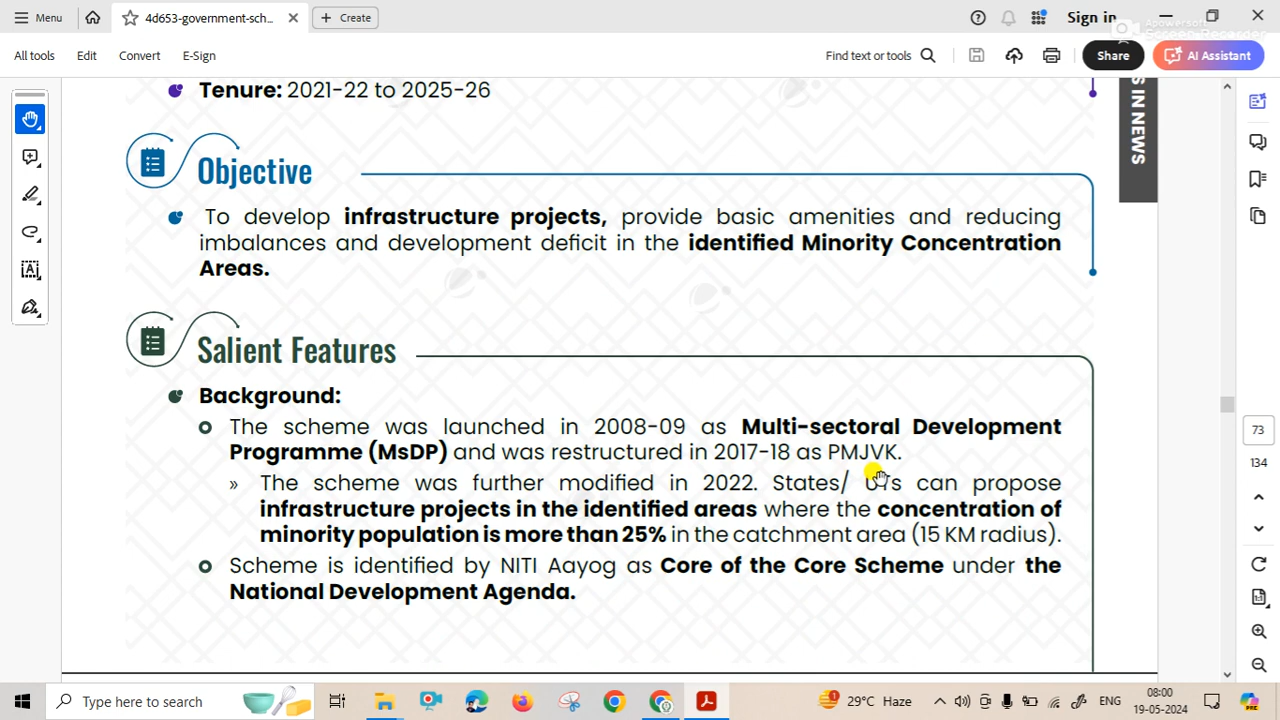 Menu
4d653-government-sch...
Create
Sign in
Apowersoft
Screen Recorder
All tools
Edit
Convert
E-Sign
Find text or tools
Share
AI Assistant
Tenure: 2021-22 to 2025-26
S IN NEWS
Objective
To develop infrastructure projects, provide basic amenities and reducing
imbalances and development deficit in the identified Minority Concentration
Areas.
Salient Features
Background:
The scheme was launched in 2008-09 as Multi-sectoral Development
Programme (MsDP) and was restructured in 2017-18 as PMJVK.
» The scheme was further modified in 2022. States/ UTs can propose
infrastructure projects in the identified areas where the concentration of
minority population is more than 25% in the catchment area (15 KM radius).
Scheme is identified by NITI Aayog as Core of the Core Scheme under the
National Development Agenda.
73
134
Type here to search
29°C Haze
ENG
08:00
19-05-2024
PRE